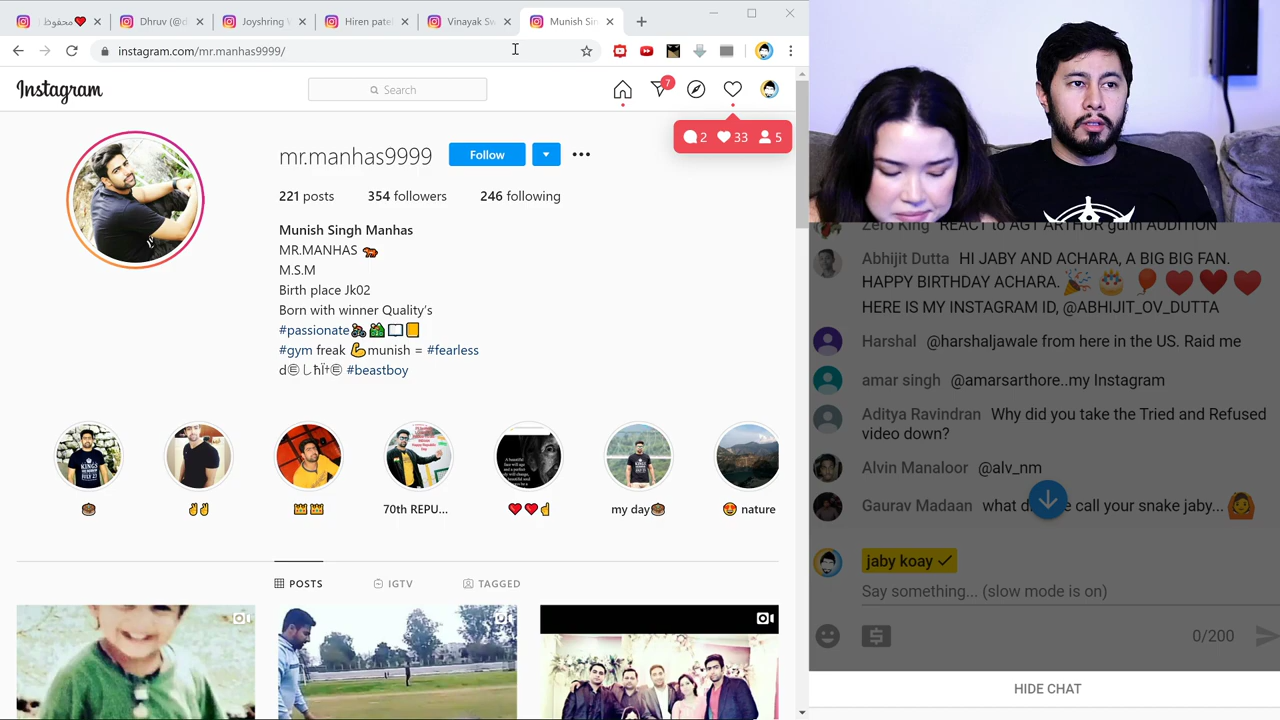 محفوظ
Dhruv (@d
Joyshring
Hiren pate
Vinayak Sw
Munish Sin
instagram.com/mr.manhas9999/
Instagram
Search
7
2 33 5
mr.manhas9999
Follow
221 posts 354 followers 246 following
Munish Singh Manhas
MR.MANHAS 🐅
M.S.M
Birth place Jk02
Born with winner Quality's
#passionate
#gym freak 💪munish = #fearless
#beastboy
👑👑
70th REPU...
❤❤☝
my day
😍 nature
POSTS
IGTV
TAGGED
Zero King REACT to AGT ARTHUR gunn AUDITION
Abhijit Dutta HI JABY AND ACHARA, A BIG BIG FAN.
HAPPY BIRTHDAY ACHARA. 🎉 🎂 🎈 ♥ ♥ ♥
HERE IS MY INSTAGRAM ID, @ABHIJIT_OV_DUTTA
Harshal @harshaljawale from here in the US. Raid me
amar singh @amarsarthore..my Instagram
Aditya Ravindran Why did you take the Tried and Refused
video down?
Alvin Manaloor @alv_nm
Gaurav Madaan what call your snake jaby... 🙆
jaby koay ✓
Say something... (slow mode is on)
0/200
HIDE CHAT